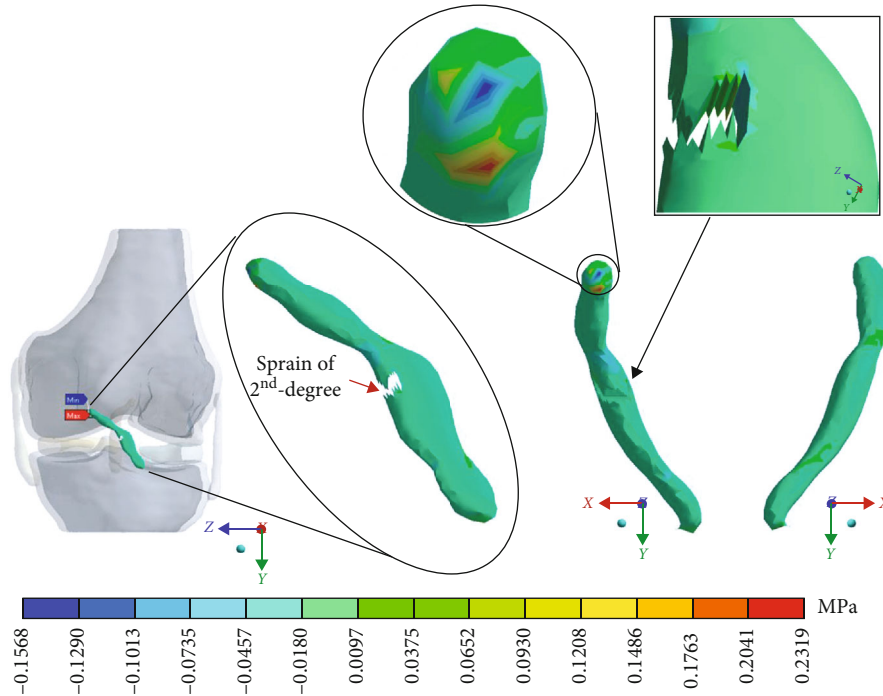 Z
Y
Sprain of
2nd-degree
Min
Max
Z
X
Y
X
Z
Y
Z
X
Y
MPa
−0.1568
−0.1290
−0.1013
−0.0735
−0.0457
−0.0180
0.0097
0.0375
0.0652
0.0930
0.1208
0.1486
0.1763
0.2041
0.2319